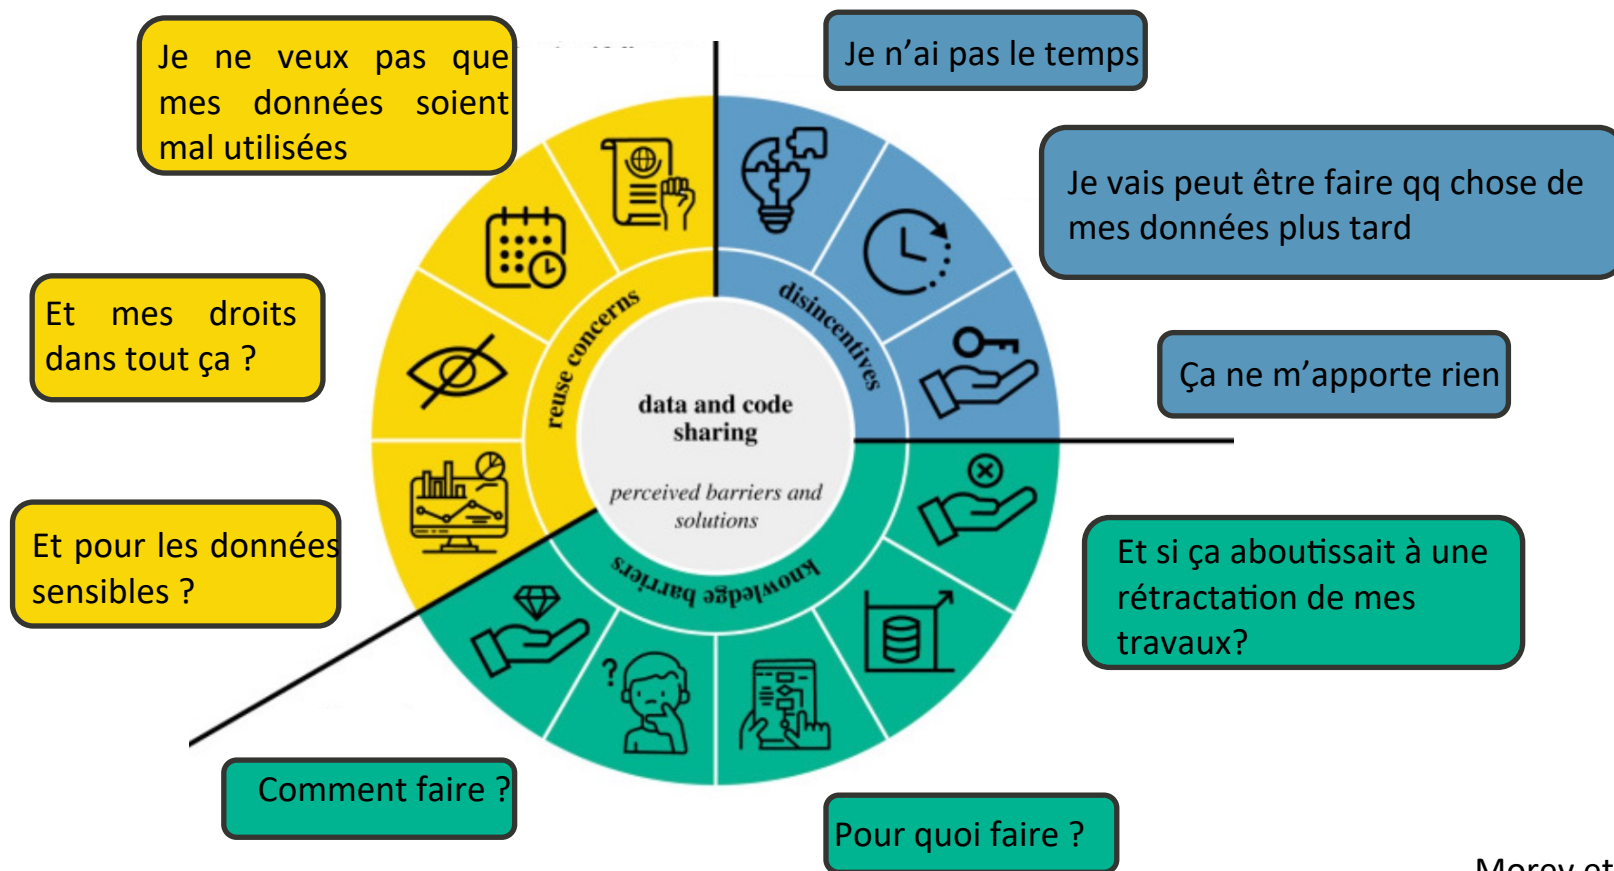 Je ne veux pas que
mes données soient
mal utilisées
Je n’ai pas le temps
Je vais peut être faire qq chose de
mes données plus tard
Et mes droits
dans tout ça ?
Ça ne m’apporte rien
reuse concerns
disincentives
data and code
sharing
perceived barriers and
solutions
knowledge barriers
Et pour les données
sensibles ?
Et si ça aboutissait à une
rétractation de mes
travaux?
?
Comment faire ?
Pour quoi faire ?
Morey et